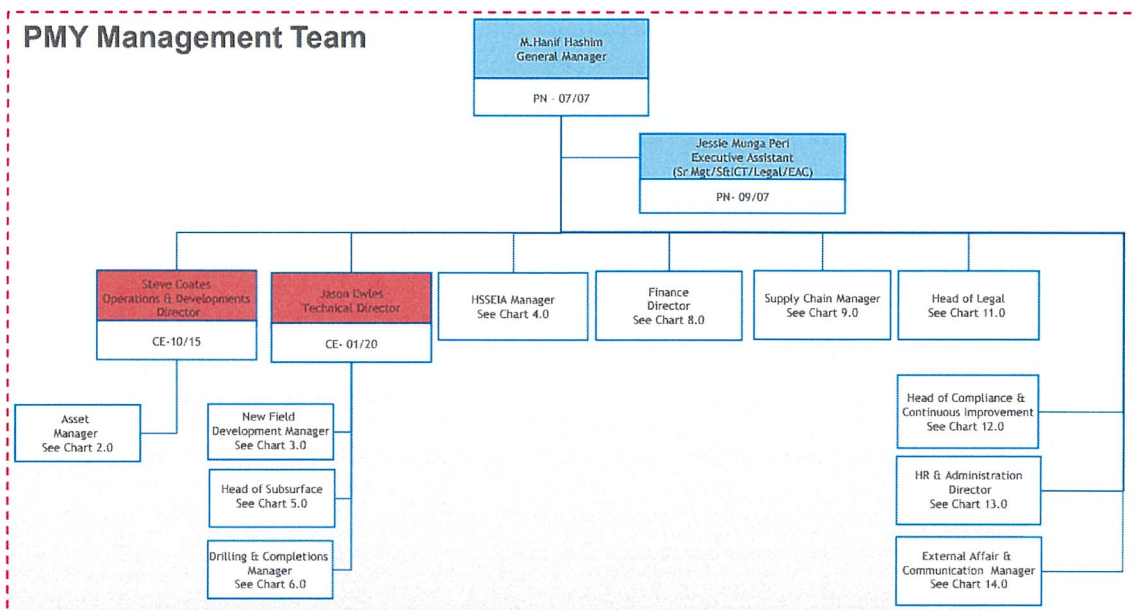 PMY Management Team
M.Hanif Hashim
General Manager
PN - 07/07
Jessie Munga Peri
Executive Assistant
(Sr Mgt/S&ICT/Legal/EAC)
PN- 09/07
Steve Coates
Operations & Developments
Director
CE-10/15
Jason Ewles
Technical Director
CE- 01/20
HSSEIA Manager
See Chart 4.0
Finance
Director
See Chart 8.0
Supply Chain Manager
See Chart 9.0
Head of Legal
See Chart 11.0
Asset
Manager
See Chart 2.0
New Field
Development Manager
See Chart 3.0
Head of Subsurface
See Chart 5.0
Drilling & Completions
Manager
See Chart 6.0
Head of Compliance &
Continuous Improvement
See Chart 12.0
HR & Administration
Director
See Chart 13.0
External Affair &
Communication Manager
See Chart 14.0